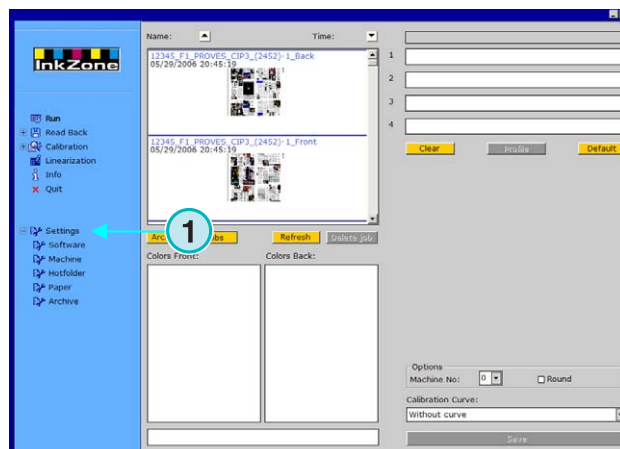 InkZone
Run
Read Back
Calibration
Linearization
Info
Quit
Settings
Software
Machine
Hotfolder
Paper
Archive
Name:
Time:
12345_F1_PROVES_CIP3_(2452)-1_Back
05/29/2006 20:45:19
12345_F1_PROVES_CIP3_(2452)-1_Front
05/29/2006 20:45:19
1
Refresh
Delete job
Colors Front:
Colors Back:
1
2
3
4
Clear
Profile
Default
Options
Machine No:
0
Round
Calibration Curve:
Without curve
Save